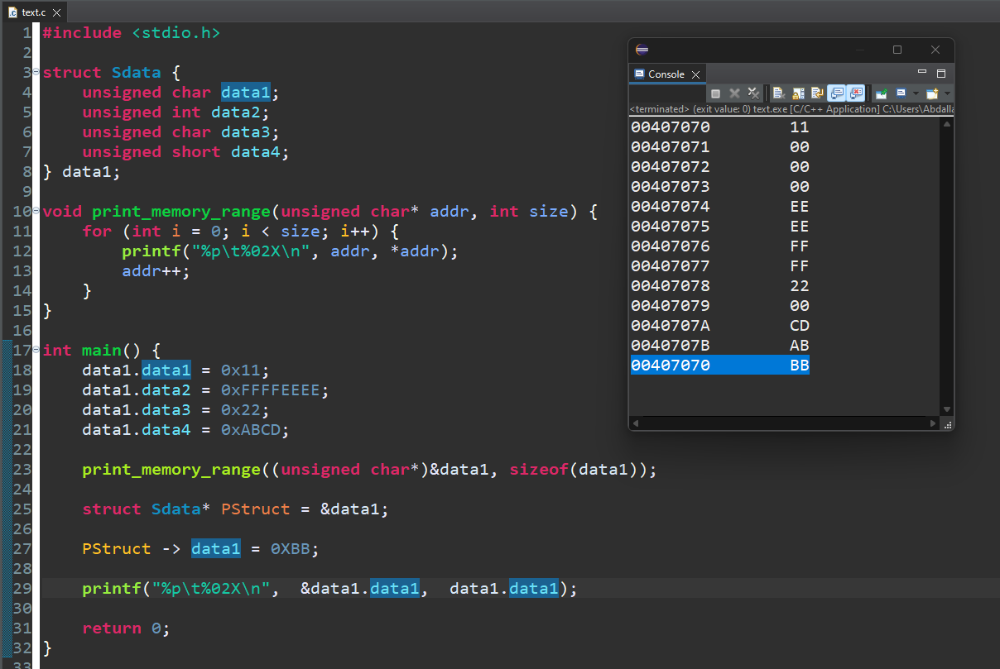 text.c
1 #include <stdio.h>
2
3 struct Sdata {
4     unsigned char data1;
5     unsigned int data2;
6     unsigned char data3;
7     unsigned short data4;
8 } data1;
9
10 void print_memory_range(unsigned char* addr, int size) {
11     for (int i = 0; i < size; i++) {
12         printf("%p\t%02X\n", addr, *addr);
13         addr++;
14     }
15 }
16
17 int main() {
18     data1.data1 = 0x11;
19     data1.data2 = 0xFFFFEEEE;
20     data1.data3 = 0x22;
21     data1.data4 = 0xABCD;
22
23     print_memory_range((unsigned char*)&data1, sizeof(data1));
24
25     struct Sdata* PStruct = &data1;
26
27     PStruct -> data1 = 0XBB;
28
29     printf("%p\t%02X\n",  &data1.data1,  data1.data1);
30
31     return 0;
32 }
33
Console
<terminated> (exit value: 0) text.exe [C/C++ Application] C:\Users\Abdalla
00407070 11
00407071 00
00407072 00
00407073 00
00407074 EE
00407075 EE
00407076 FF
00407077 FF
00407078 22
00407079 00
0040707A CD
0040707B AB
00407070 BB